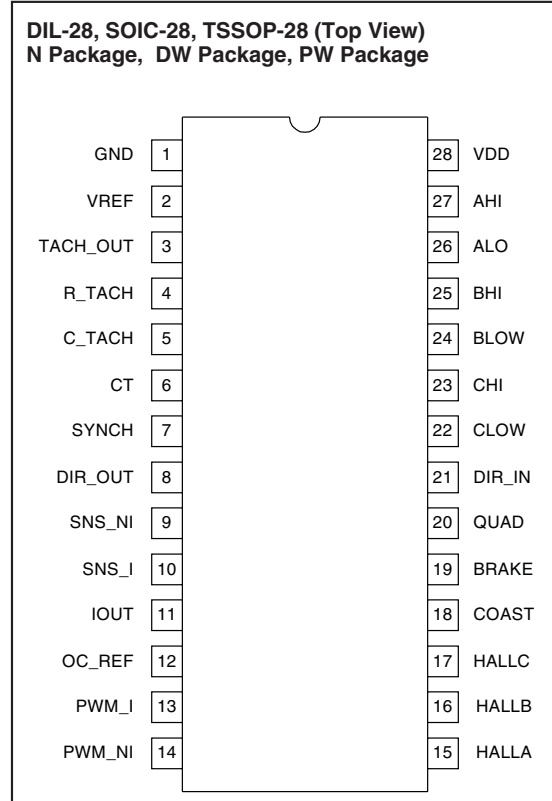 DIL-28, SOIC-28, TSSOP-28 (Top View)
N Package, DW Package, PW Package
GND 1 28 VDD
VREF 2 27 AHI
TACH_OUT 3 26 ALO
R_TACH 4 25 BHI
C_TACH 5 24 BLOW
CT 6 23 CHI
SYNCH 7 22 CLOW
DIR_OUT 8 21 DIR_IN
SNS_NI 9 20 QUAD
SNS_I 10 19 BRAKE
IOUT 11 18 COAST
OC_REF 12 17 HALLC
PWM_I 13 16 HALLB
PWM_NI 14 15 HALLA